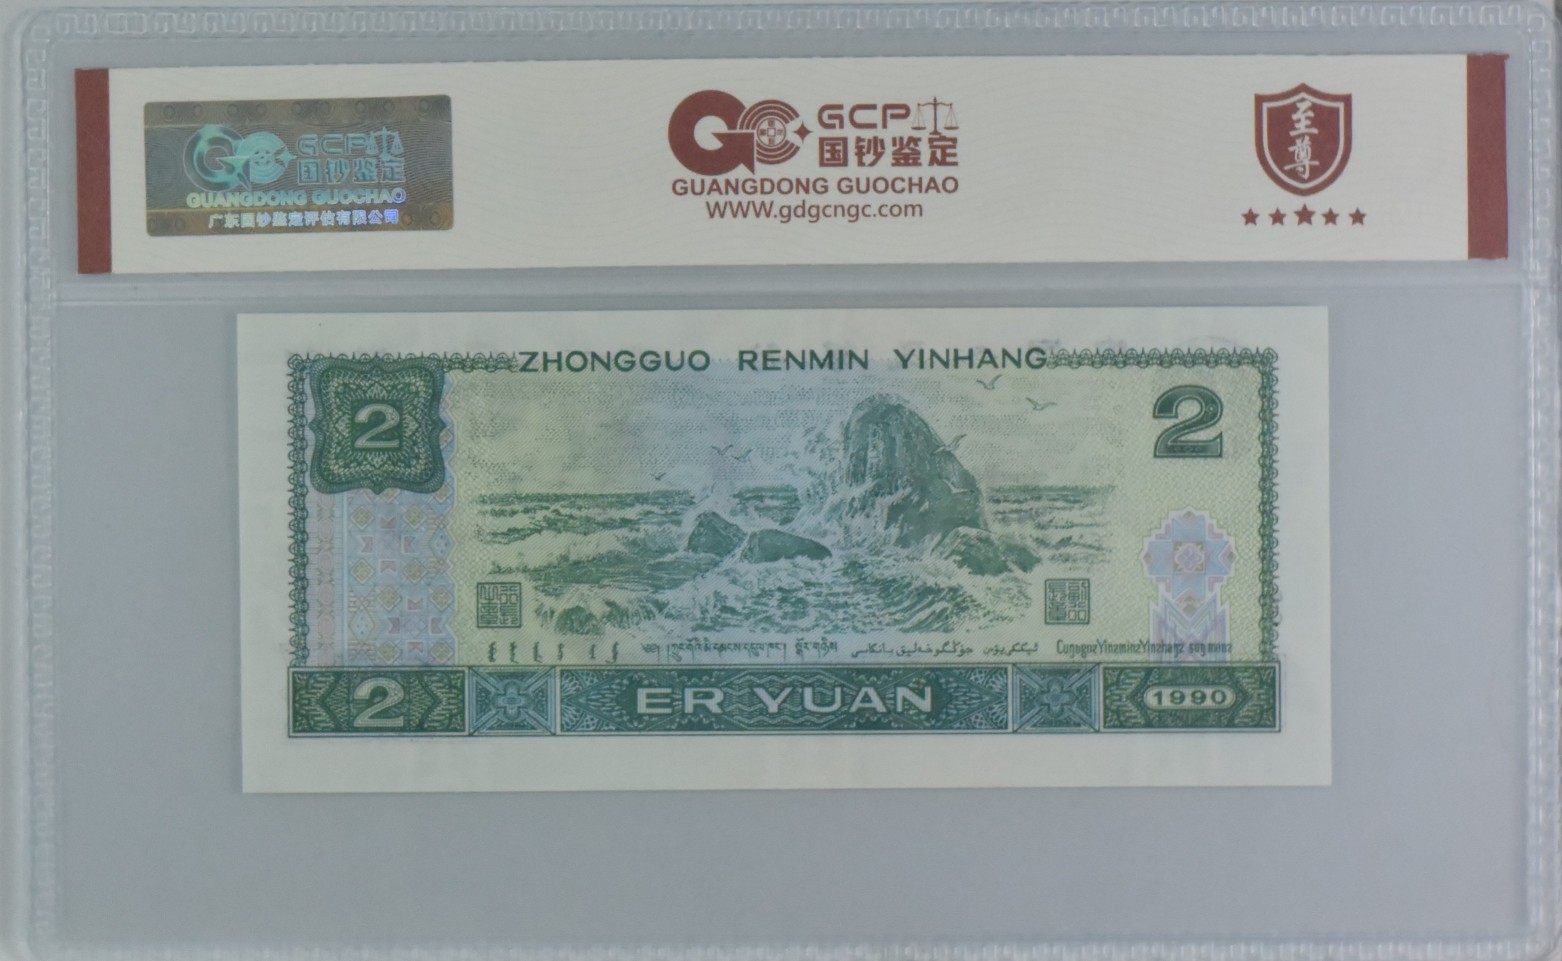 GCP
国钞鉴定
GUANGDONG GUOCHAO
广东国钞鉴定评估有限公司
GCP
国钞鉴定
GUANGDONG GUOCHAO
WWW.gdgcngc.com
至尊
ZHONGGUO RENMIN YINHANG
2
2
CungguzYinzminzYinzhangz
2
ER YUAN
1990